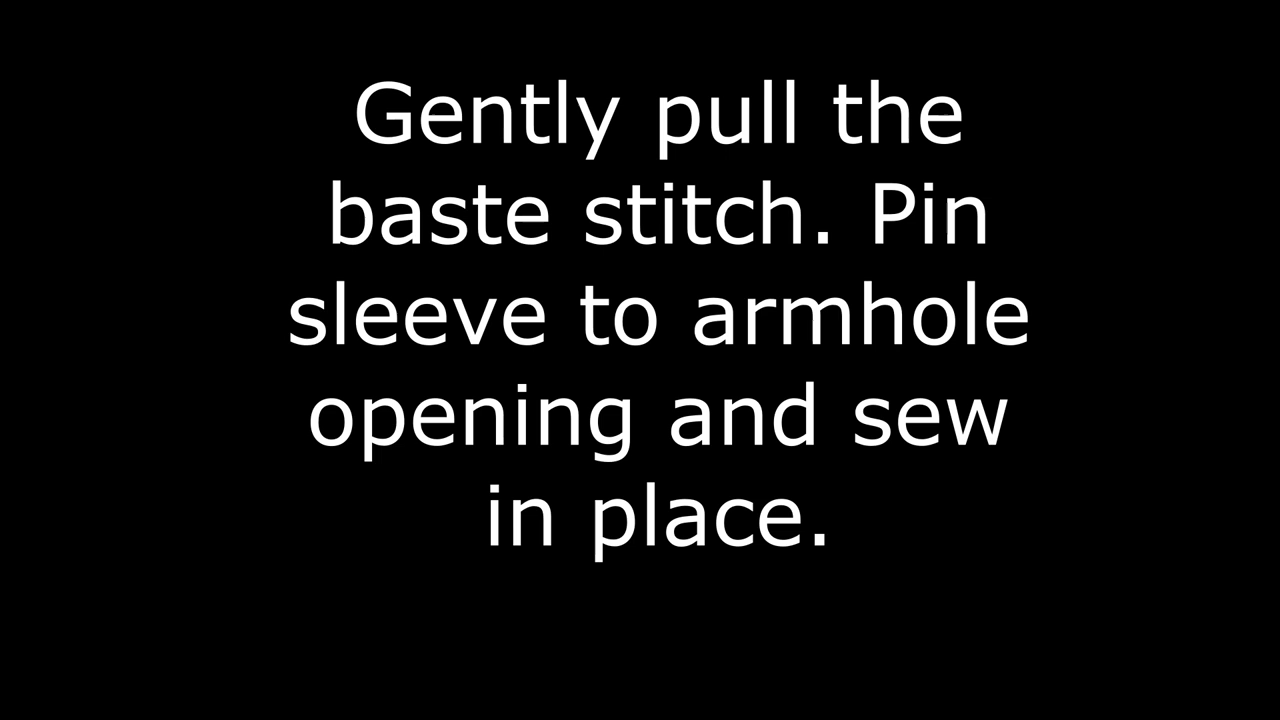 Gently pull the
baste stitch. Pin
sleeve to armhole
opening and sew
in place.